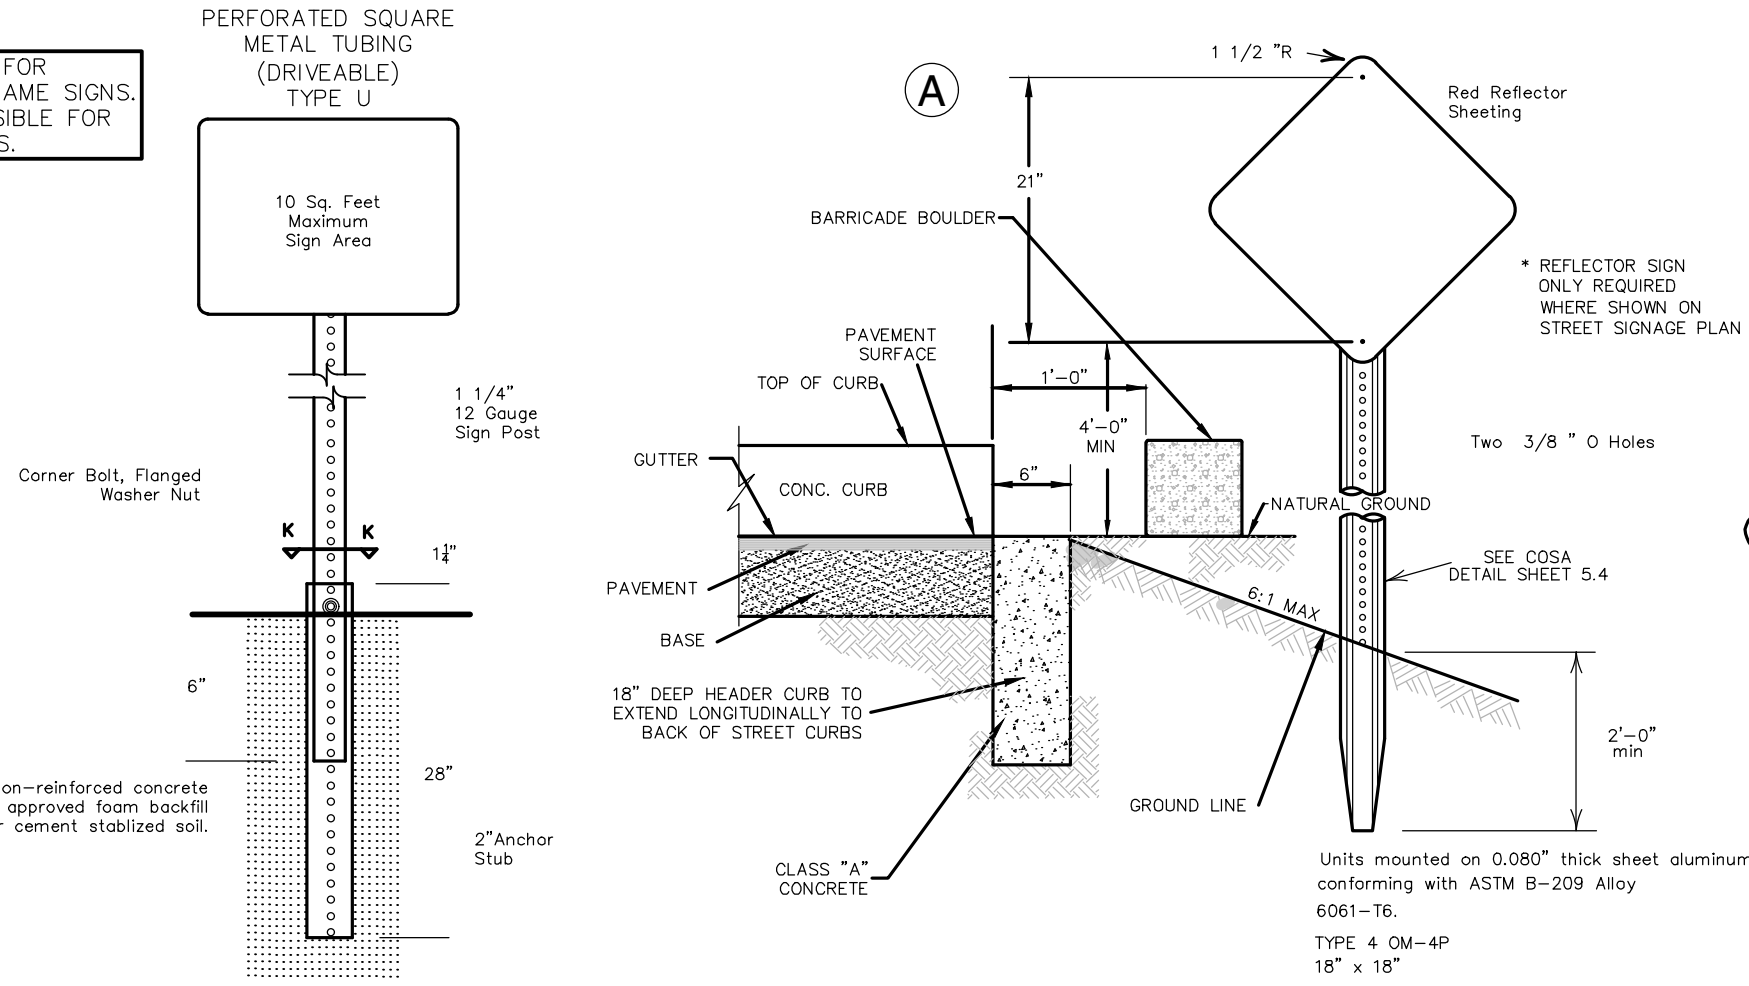 PERFORATED SQUARE
METAL TUBING
(DRIVEABLE)
TYPE U
FOR
AME SIGNS.
SIBLE FOR
S.
10 Sq. Feet
Maximum
Sign Area
1 1/4"
12 Gauge
Sign Post
Corner Bolt, Flanged
Washer Nut
K
K
1 1/4"
6"
28"
on-reinforced concrete
approved foam backfill
r cement stablized soil.
2"Anchor
Stub
A
1 1/2 "R
Red Reflector
Sheeting
21"
BARRICADE BOULDER
* REFLECTOR SIGN
ONLY REQUIRED
WHERE SHOWN ON
STREET SIGNAGE PLAN
PAVEMENT
SURFACE
TOP OF CURB
1'-0"
4'-0"
MIN
GUTTER
CONC. CURB
6"
Two 3/8 " O Holes
NATURAL GROUND
SEE COSA
DETAIL SHEET 5.4
PAVEMENT
6:1 MAX
BASE
18" DEEP HEADER CURB TO
EXTEND LONGITUDINALLY TO
BACK OF STREET CURBS
2'-0"
min
GROUND LINE
CLASS "A"
CONCRETE
Units mounted on 0.080" thick sheet aluminum
conforming with ASTM B-209 Alloy
6061-T6.
TYPE 4 OM-4P
18" x 18"